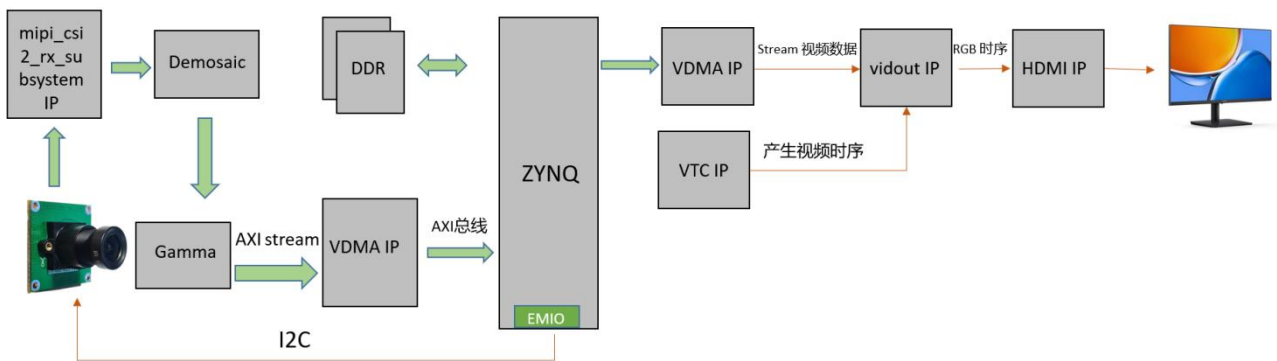 mipi_csi
2_rx_su
bsystem
IP
Demosaic
DDR
ZYNQ
VDMA IP
Stream 视频数据
vidout IP
RGB 时序
HDMI IP
VTC IP
产生视频时序
Gamma
AXI stream
VDMA IP
AXI总线
EMIO
I2C